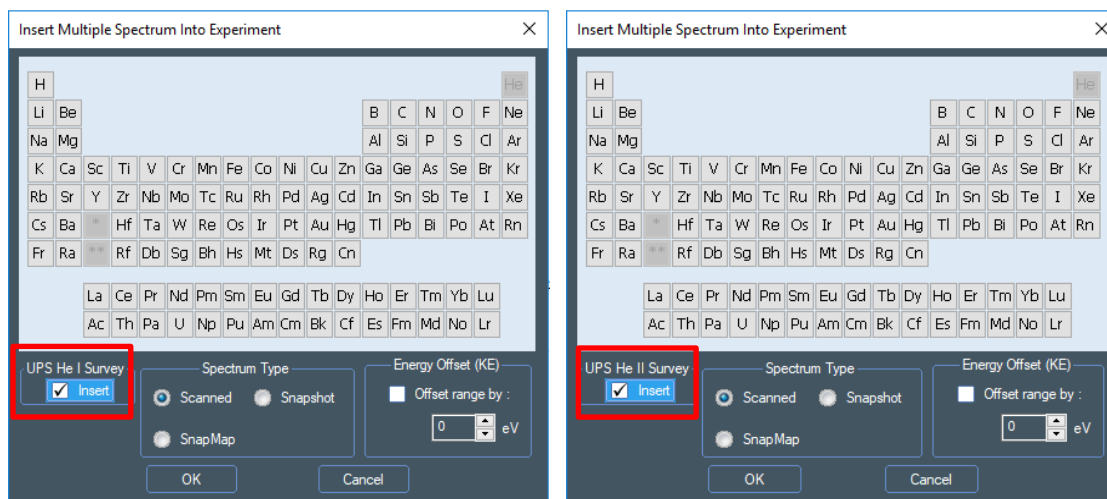 Insert Multiple Spectrum Into Experiment
H He
Li Be B C N O F Ne
Na Mg Al Si P S Cl Ar
K Ca Sc Ti V Cr Mn Fe Co Ni Cu Zn Ga Ge As Se Br Kr
Rb Sr Y Zr Nb Mo Tc Ru Rh Pd Ag Cd In Sn Sb Te I Xe
Cs Ba * Hf Ta W Re Os Ir Pt Au Hg Tl Pb Bi Po At Rn
Fr Ra ** Rf Db Sg Bh Hs Mt Ds Rg Cn
La Ce Pr Nd Pm Sm Eu Gd Tb Dy Ho Er Tm Yb Lu
Ac Th Pa U Np Pu Am Cm Bk Cf Es Fm Md No Lr
UPS He I Survey Spectrum Type Energy Offset (KE)
Insert Scanned Snapshot Offset range by :
0 eV
SnapMap
OK Cancel
Insert Multiple Spectrum Into Experiment
H He
Li Be B C N O F Ne
Na Mg Al Si P S Cl Ar
K Ca Sc Ti V Cr Mn Fe Co Ni Cu Zn Ga Ge As Se Br Kr
Rb Sr Y Zr Nb Mo Tc Ru Rh Pd Ag Cd In Sn Sb Te I Xe
Cs Ba * Hf Ta W Re Os Ir Pt Au Hg Tl Pb Bi Po At Rn
Fr Ra ** Rf Db Sg Bh Hs Mt Ds Rg Cn
La Ce Pr Nd Pm Sm Eu Gd Tb Dy Ho Er Tm Yb Lu
Ac Th Pa U Np Pu Am Cm Bk Cf Es Fm Md No Lr
UPS He II Survey Spectrum Type Energy Offset (KE)
Insert Scanned Snapshot Offset range by :
0 eV
SnapMap
OK Cancel